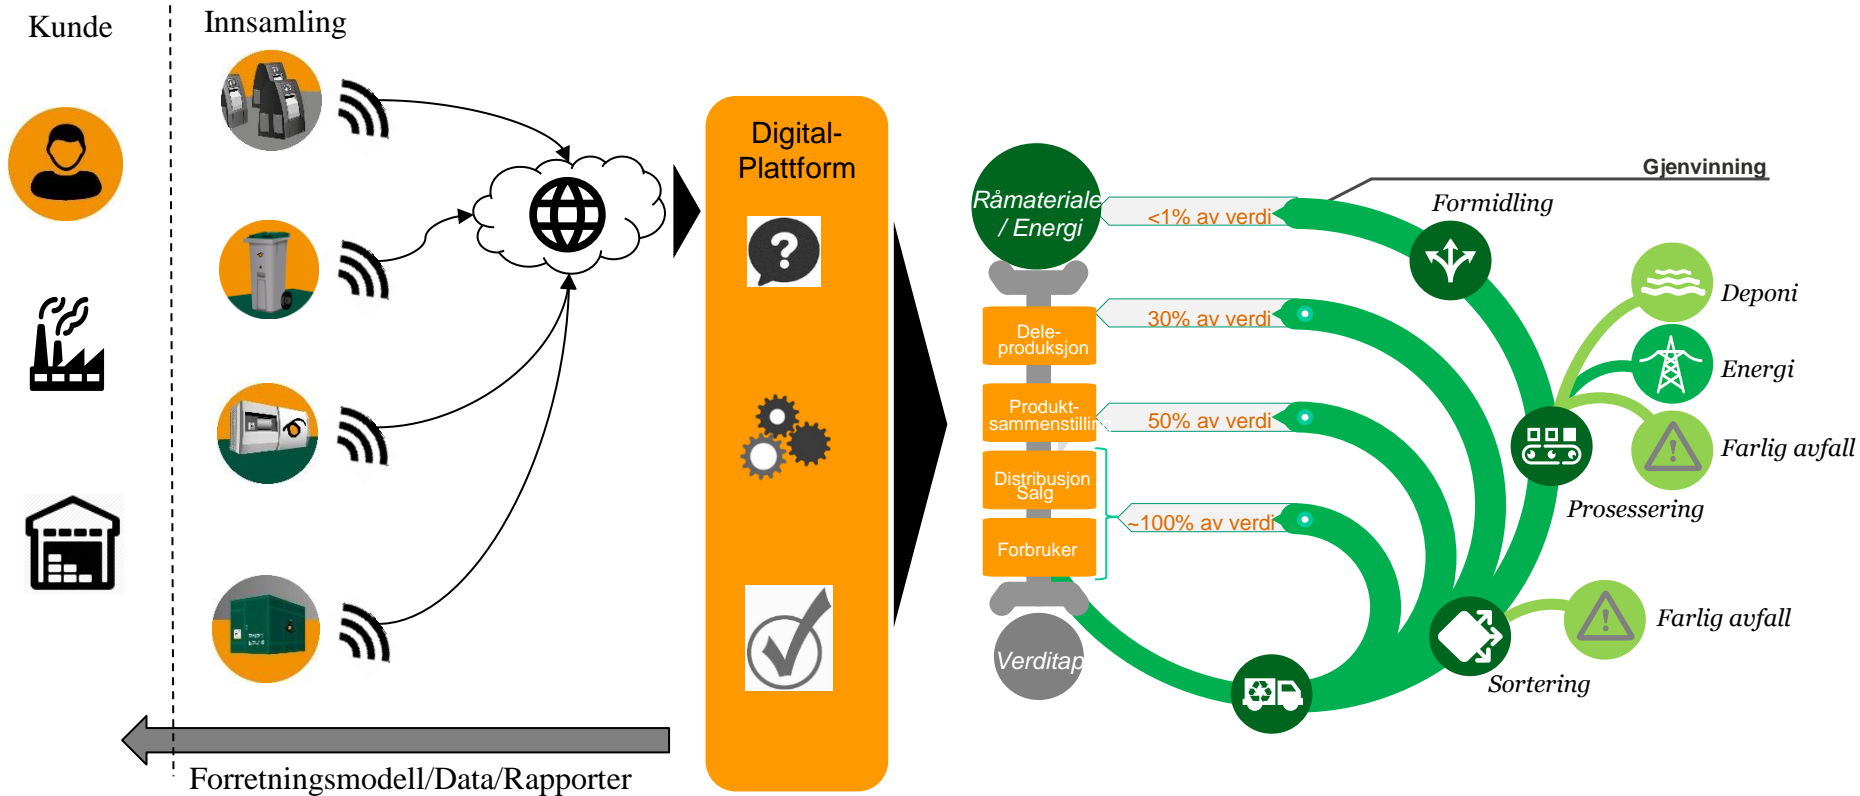 Kunde
Innsamling
Digital-
Plattform
Råmateriale
/ Energi
<1% av verdi
Gjenvinning
Formidling
Deponi
30% av verdi
Dele-
produksjon
Energi
Produkt-
sammenstilling
50% av verdi
Farlig avfall
Distribusjon
Salg
Prosessering
~100% av verdi
Forbruker
Farlig avfall
Verditap
Sortering
Forretningsmodell/Data/Rapporter